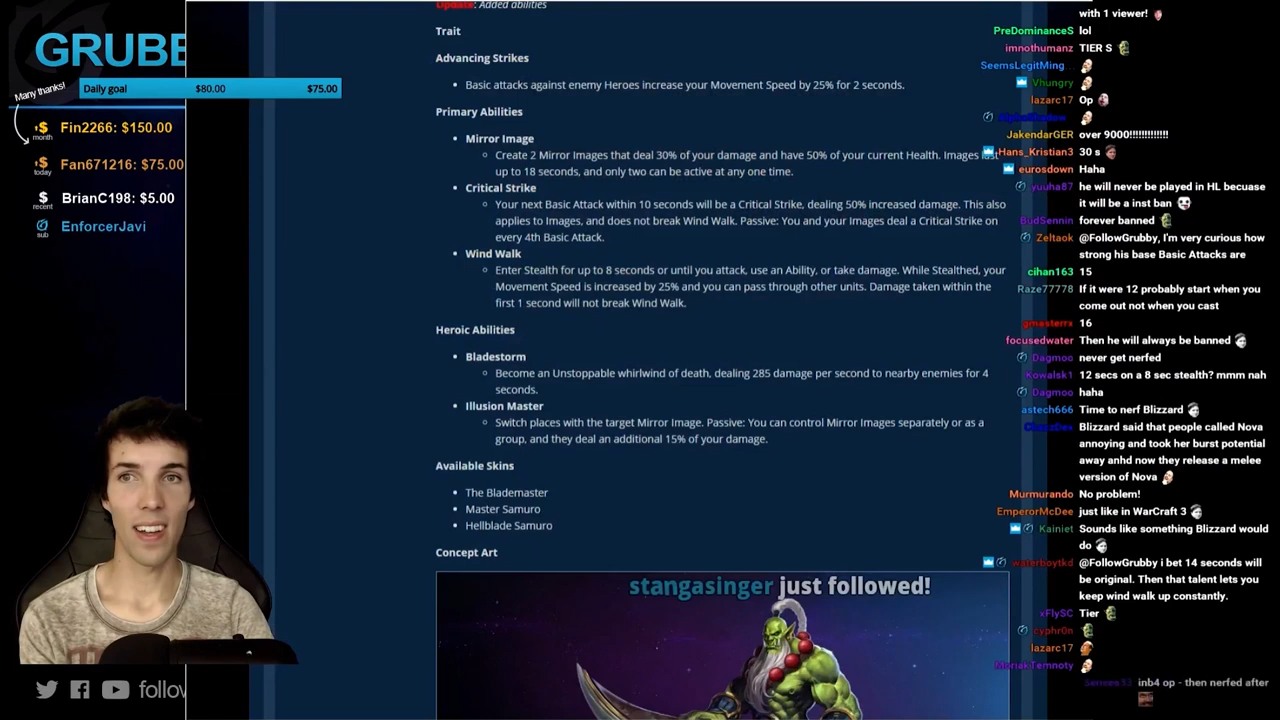 GRUBB
Many thanks!
Daily goal $80.00 $75.00
month Fin2266: $150.00
today Fan671216: $75.00
recent BrianC198: $5.00
sub EnforcerJavi
follow
Update: Added abilities
Trait
Advancing Strikes
Basic attacks against enemy Heroes increase your Movement Speed by 25% for 2 seconds.
Primary Abilities
Mirror Image
Create 2 Mirror Images that deal 30% of your damage and have 50% of your current Health. Images last
up to 18 seconds, and only two can be active at any one time.
Critical Strike
Your next Basic Attack within 10 seconds will be a Critical Strike, dealing 50% increased damage. This also
applies to Images, and does not break Wind Walk. Passive: You and your Images deal a Critical Strike on
every 4th Basic Attack.
Wind Walk
Enter Stealth for up to 8 seconds or until you attack, use an Ability, or take damage. While Stealthed, your
Movement Speed is increased by 25% and you can pass through other units. Damage taken within the
first 1 second will not break Wind Walk.
Heroic Abilities
Bladestorm
Become an Unstoppable whirlwind of death, dealing 285 damage per second to nearby enemies for 4
seconds.
Illusion Master
Switch places with the target Mirror Image. Passive: You can control Mirror Images separately or as a
group, and they deal an additional 15% of your damage.
Available Skins
The Blademaster
Master Samuro
Hellblade Samuro
Concept Art
stangasinger just followed!
with 1 viewer!
PreDominanceS lol
imnothumanz TIER S
SeemsLegitMing...
Vhungry
lazarc17 Op
JakendarGER over 9000!!!!!!!!!!!!!
Hans_Kristian3 30 s
eurosdown Haha
yuuha87 he will never be played in HL becuase
it will be a inst ban
BudSennin forever banned
Zeltaok @FollowGrubby, I'm very curious how
strong his base Basic Attacks are
cihan163 15
Raze77778 If it were 12 probably start when you
come out not when you cast
gmasterrx 16
focusedwater Then he will always be banned
Dagmoo never get nerfed
Kowalsk1 12 secs on a 8 sec stealth? mmm nah
Dagmoo haha
astech666 Time to nerf Blizzard
Blizzard said that people called Nova
annoying and took her burst potential
away anhd now they release a melee
version of Nova
Murmurando No problem!
EmperorMcDee just like in WarCraft 3
Kainiet Sounds like something Blizzard would
do
waterboytkd @FollowGrubby i bet 14 seconds will
be original. Then that talent lets you
keep wind walk up constantly.
xFlySC Tier
cyphr0n
lazarc17
MoriakTemnoty
inb4 op - then nerfed after